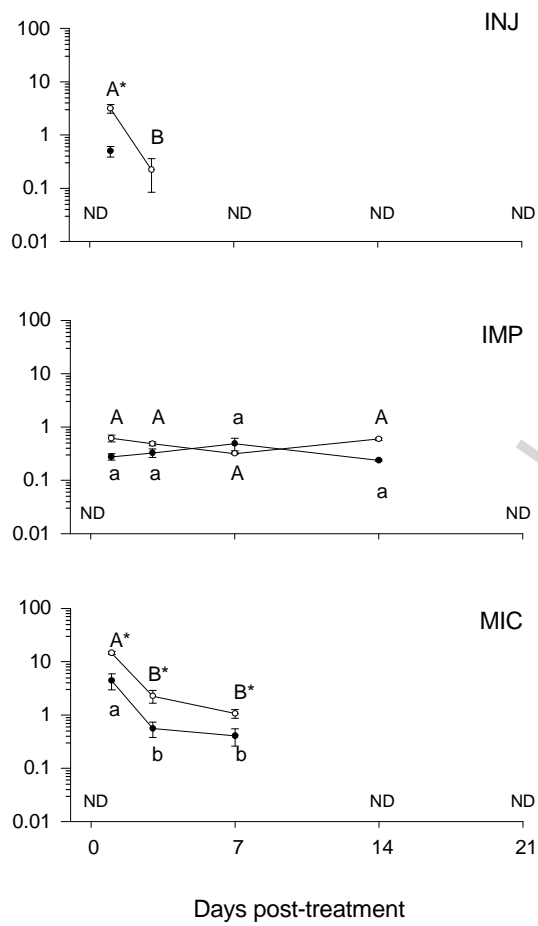 INJ
100
10
1
0.1
0.01
A*
B
ND ND ND ND
IMP
100
10
1
0.1
0.01
A A a A
a a A a
ND ND
MIC
100
10
1
0.1
0.01
A*
B* B*
a
b b
ND ND ND
0 7 14 21
Days post-treatment